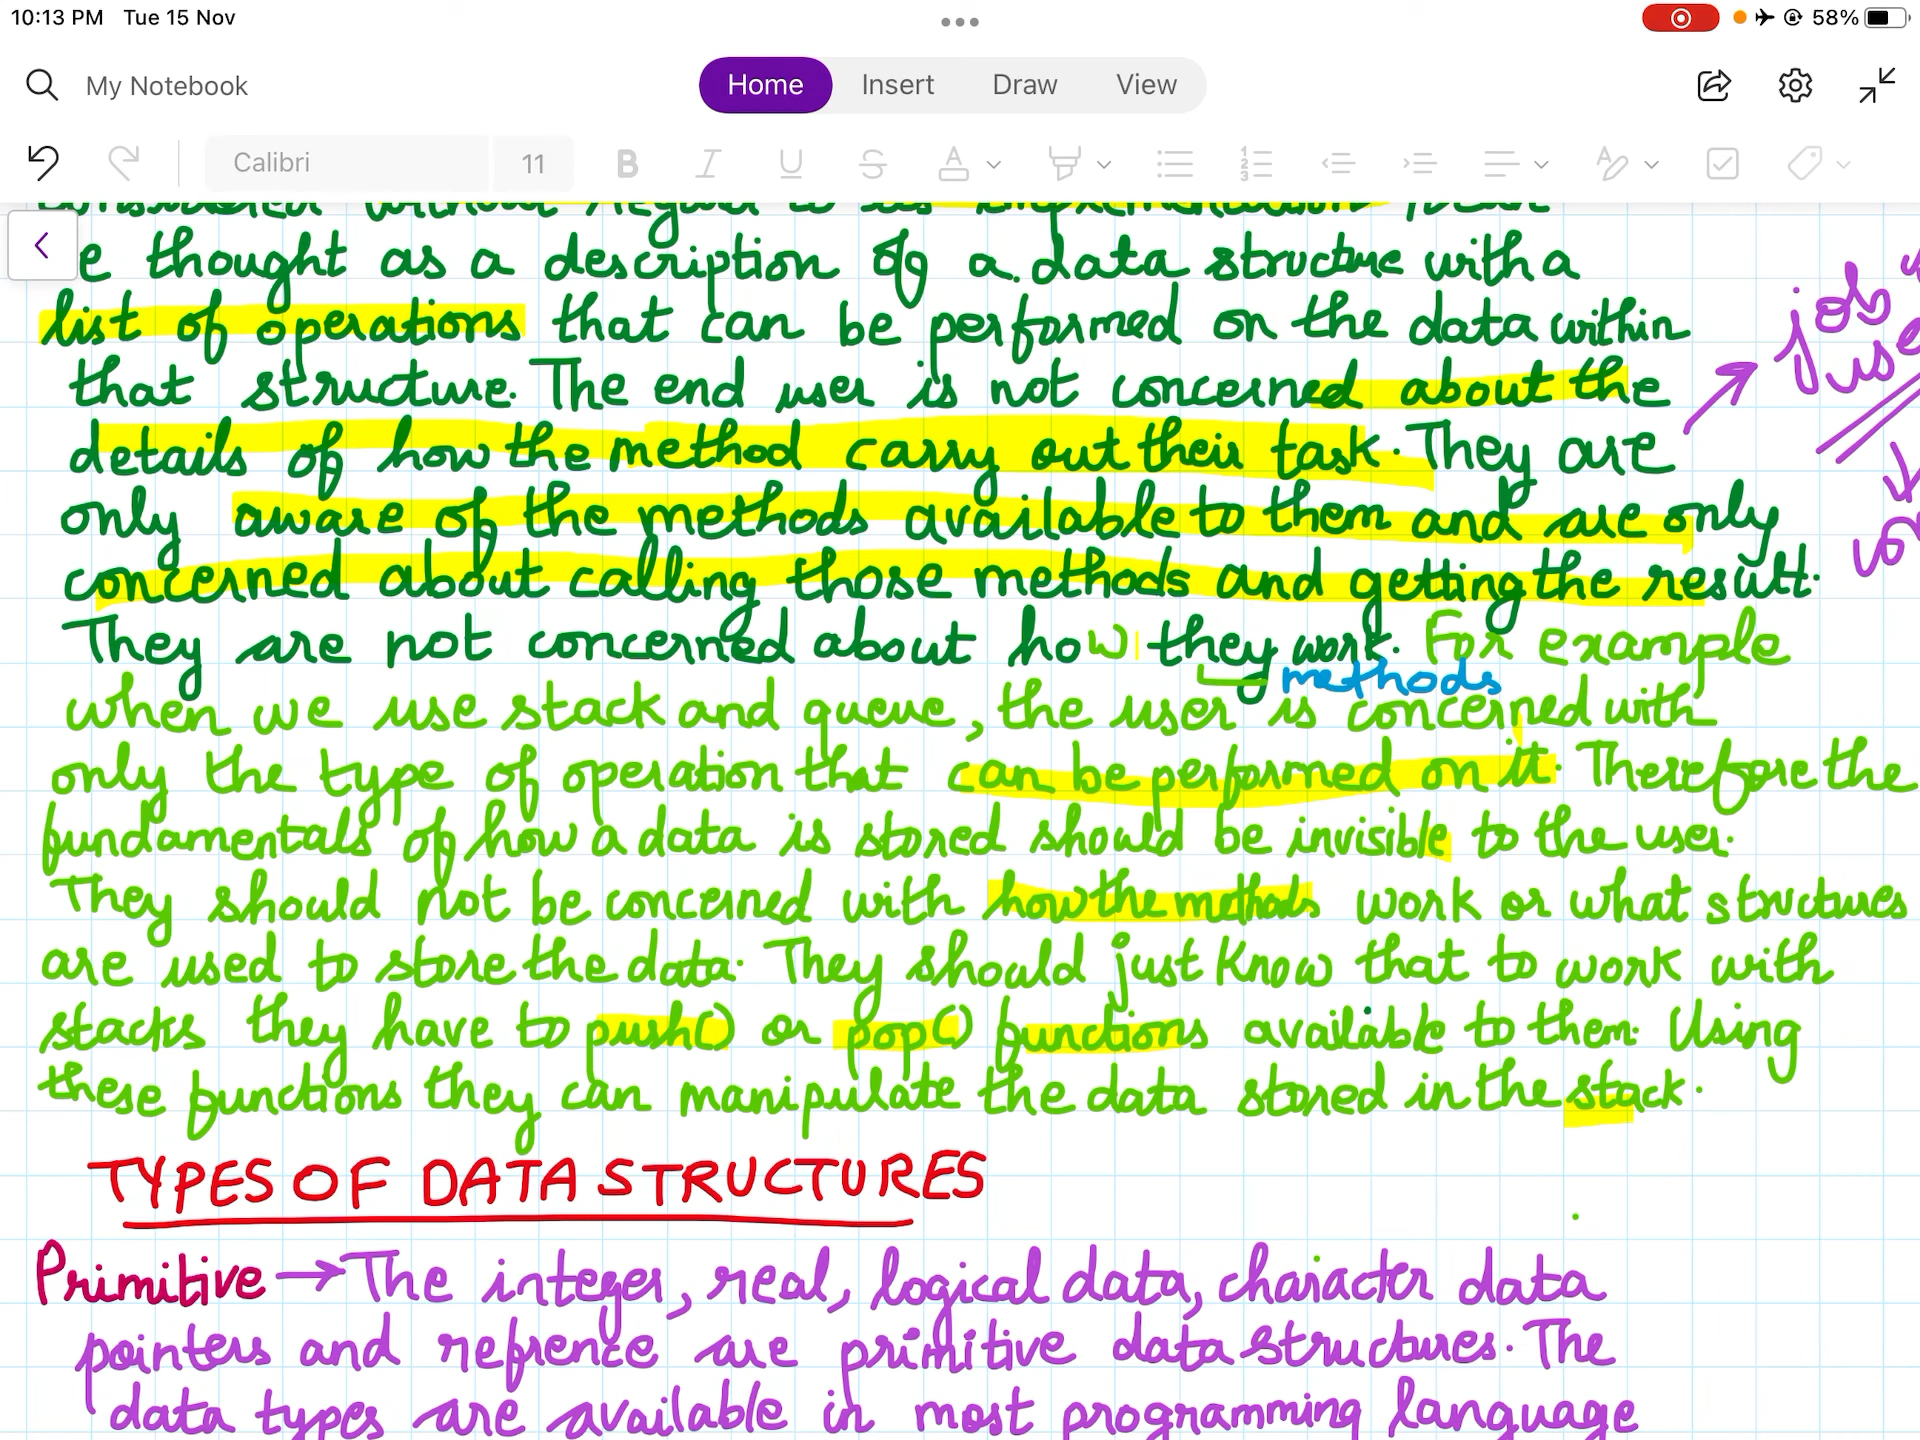 10:13 PM Tue 15 Nov
58%
My Notebook
Home Insert Draw View
Calibri 11
considered without regard to its implementation
e thought as a description of a data structure with a
list of operations that can be performed on the data within
that structure. The end user is not concerned about the
details of how the method carry out their task. They are
only aware of the methods available to them and are only
concerned about calling those methods and getting the result.
They are not concerned about how they work. For example
methods
when we use stack and queue, the user is concerned with
only the type of operation that can be performed on it. Therefore the
fundamentals of how a data is stored should be invisible to the user.
They should not be concerned with how the methods work or what structures
are used to store the data. They should just know that to work with
stacks they have to push() or pop() functions available to them. Using
these functions they can manipulate the data stored in the stack.
job
use
TYPES OF DATA STRUCTURES
Primitive → The integer, real, logical data, character data
pointers and refrence are primitive data structures. The
data types are available in most programming language